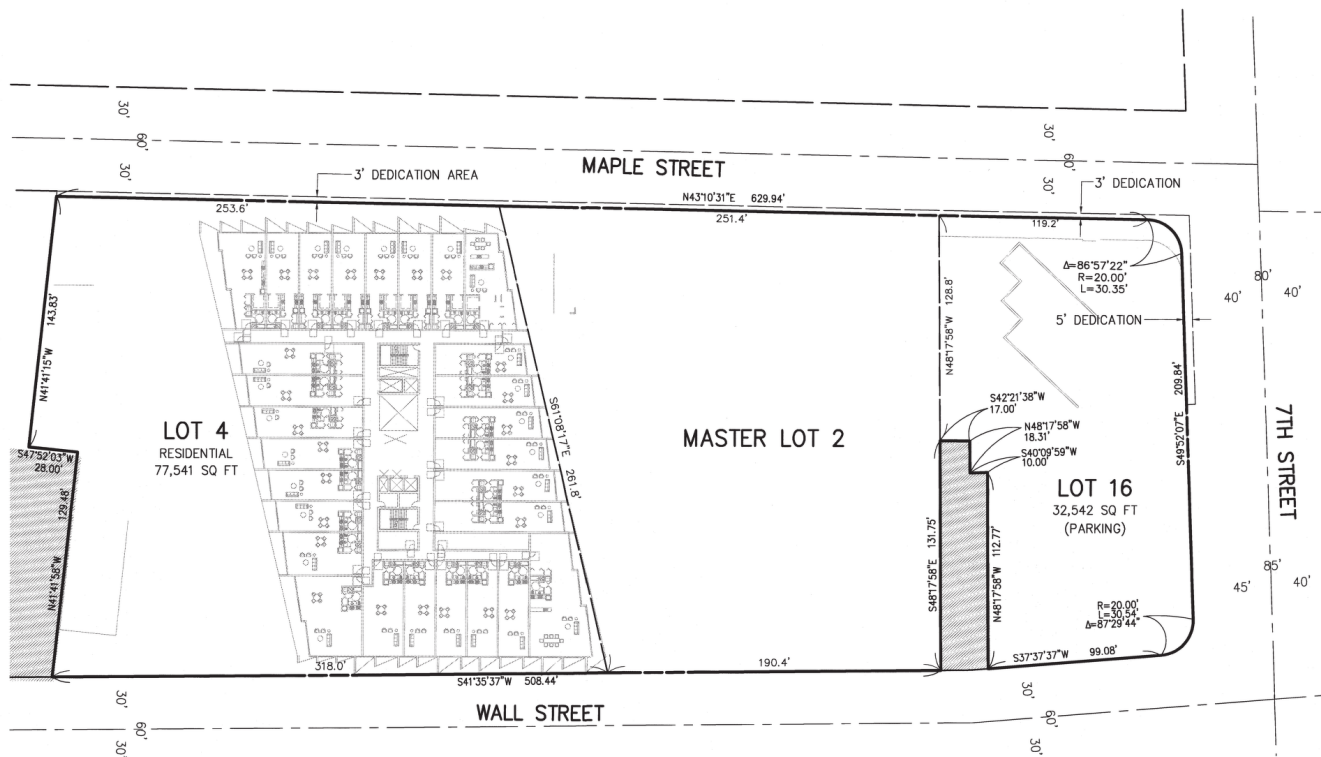 30'
60'
30'
MAPLE STREET
30'
60'
30'
3' DEDICATION AREA
3' DEDICATION
N43°10'31"E 629.94'
253.6'
251.4'
119.2'
Δ=86°57'22"
R=20.00'
L=30.35'
80'
40'
40'
5' DEDICATION
143.83'
N41°41'15"W
N48°17'58"W 128.8'
209.84'
S49°52'07"E
S42°21'38"W
17.00'
N48°17'58"W
18.31'
S40°09'59"W
10.00'
S61°08'17"E 261.8'
7TH STREET
LOT 4
RESIDENTIAL
77,541 SQ FT
MASTER LOT 2
S47°52'03"W
28.00'
129.48'
N41°41'58"W
LOT 16
32,542 SQ FT
(PARKING)
S48°17'58"E 131.75'
N48°17'58"W 112.77'
85'
45'
40'
R=20.00'
L=30.54'
Δ=87°29'44"
318.0'
190.4'
S37°37'37"W 99.08'
S41°35'37"W 508.44'
30'
60'
30'
WALL STREET
30'
60'
30'